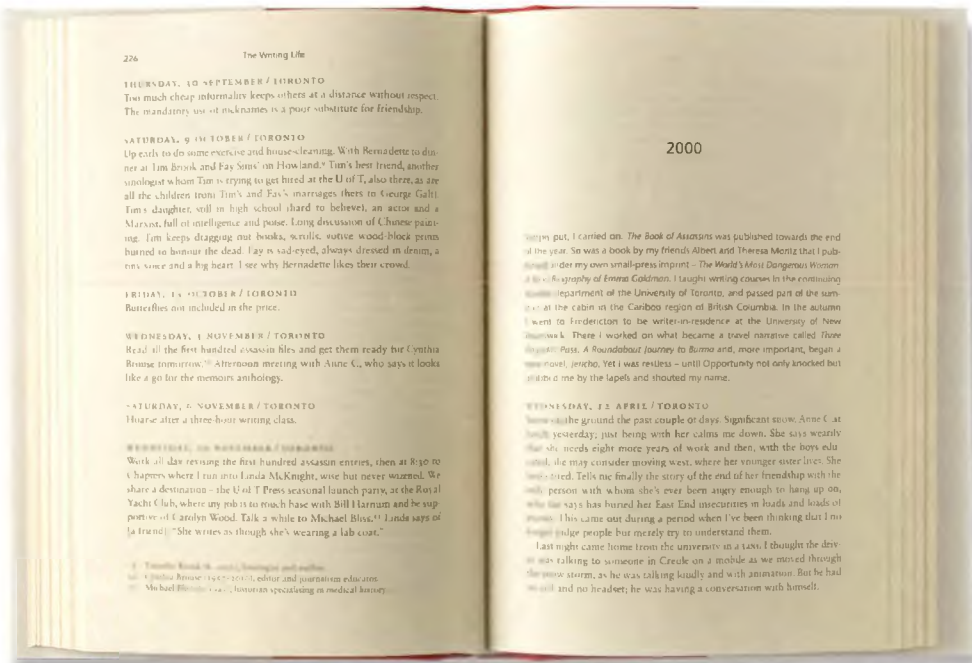 226 The Writing Life
THURSDAY, 10 SEPTEMBER / TORONTO
Too much cheap informality keeps others at a distance without respect.
The mandatory use of nicknames is a poor substitute for friendship.
SATURDAY, 9 OCTOBER / TORONTO
Up early to do some exercise and house-cleaning. With Bernadette to din-
ner at Tim Brook and Fay Sims' on Howland. Tim's best friend, another
sinologist whom Tim is trying to get hired at the U of T, also there, as are
all the children from Tim's and Fay's marriages (hers to George Galt).
Tim's daughter, still in high school (hard to believe), an actor and a
Marxist, full of intelligence and poise. Long discussion of Chinese paint-
ing. Tim keeps dragging out books, scrolls, votive wood-block prints
burned to honour the dead. Fay is sad-eyed, always dressed in denim, a
tiny voice and a big heart. I see why Bernadette likes their crowd.
FRIDAY, OCTOBER / TORONTO
Butterflies not included in the price.
WEDNESDAY, 3 NOVEMBER / TORONTO
Read all the first hundred assassin files and get them ready for Cynthia
Brouse tomorrow. Afternoon meeting with Anne C., who says it looks
like a go for the memoirs anthology.
SATURDAY, 6 NOVEMBER / TORONTO
Hoarse after a three-hour writing class.
WEDNESDAY, NOVEMBER / TORONTO
Work all day revising the first hundred assassin entries, then at 8:30 to
Chapters where I run into Linda McKnight, wise but never wizened. We
share a destination – the U of T Press seasonal launch party, at the Royal
Yacht Club, where my job is to touch base with Bill Harnum and be sup-
portive of Carolyn Wood. Talk a while to Michael Bliss. Linda says of
[a friend], "She writes as though she's wearing a lab coat."
Timothy Brook
Cynthia Brouse editor and journalism educator.
Michael historian specialising in medical history.
2000
put, I carried on. The Book of Assassins was published towards the end
of the year. So was a book by my friends Albert and Theresa Moritz that I pub-
under my own small-press imprint – The World's Most Dangerous Woman:
Biography of Emma Goldman. I taught writing courses in the continuing
department of the University of Toronto, and passed part of the sum-
at the cabin in the Cariboo region of British Columbia. In the autumn
I went to Fredericton to be writer-in-residence at the University of New
There I worked on what became a travel narrative called Three
Pass, A Roundabout Journey to Burma and, more important, began a
novel, Jericho. Yet I was restless – until Opportunity not only knocked but
me by the lapels and shouted my name.
WEDNESDAY, 12 APRIL / TORONTO
the ground the past couple of days. Significant snow. Anne C. at
yesterday; just being with her calms me down. She says wearily
she needs eight more years of work and then, with the boys edu-
she may consider moving west, where her younger sister lives. She
Tells me finally the story of the end of her friendship with the
person with whom she's ever been angry enough to hang up on,
says has buried her East End insecurities in loads and loads of
This came out during a period when I've been thinking that I no
judge people but merely try to understand them.
Last night came home from the university in a taxi. I thought the driv-
was talking to someone in Creole on a mobile as we moved through
the snow storm, as he was talking loudly and with animation. But he had
and no headset; he was having a conversation with himself.